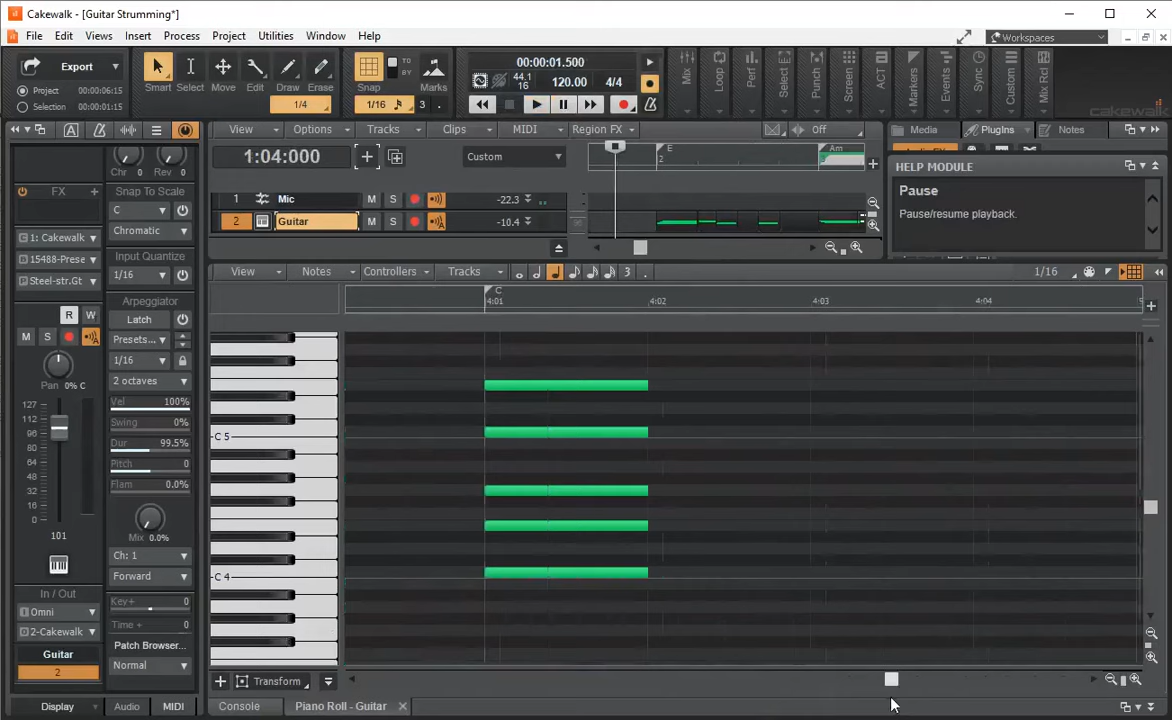 Cakewalk - [Guitar Strumming*]
File Edit Views Insert Process Project Utilities Window Help
Workspaces
Export
Project 00:00:06:15
Selection 00:00:01:15
Smart Select Move Edit Draw Erase Snap TO BY Marks
1/4 1/16 3
00:00:01.500
44.1 16 120.00 4/4
Mix Loop Perf Select Punch Screen ACT Markers Events Sync Custom Mix Rcl
cakewalk
View Options Tracks Clips MIDI Region FX Off
Media PlugIns Notes
1:04:000 Custom
E 2 Am
HELP MODULE
Pause
Pause/resume playback.
1 Mic M S -22.3
2 Guitar M S -10.4
Chr 0 Rev 0
FX
1: Cakewalk
15488-Prese
Steel-str.Gt
R W
M S A
Pan 0% C
127
112
96
80
64
48
32
16
0
101
In / Out
Omni
2-Cakewalk
Guitar
2
Display Audio MIDI
Snap To Scale
C
Chromatic
Input Quantize
1/16
Arpeggiator
Latch
Presets...
1/16
2 octaves
Vel 100%
Swing 0%
Dur 99.5%
Pitch 0
Flam 0.0%
Mix 0.0%
Ch: 1
Forward
Key+ 0
Time + 0
Patch Browser...
Normal
View Notes Controllers Tracks 3 . 1/16
C
4:01 4:02 4:03 4:04
C 5
C 4
Transform
Console Piano Roll - Guitar